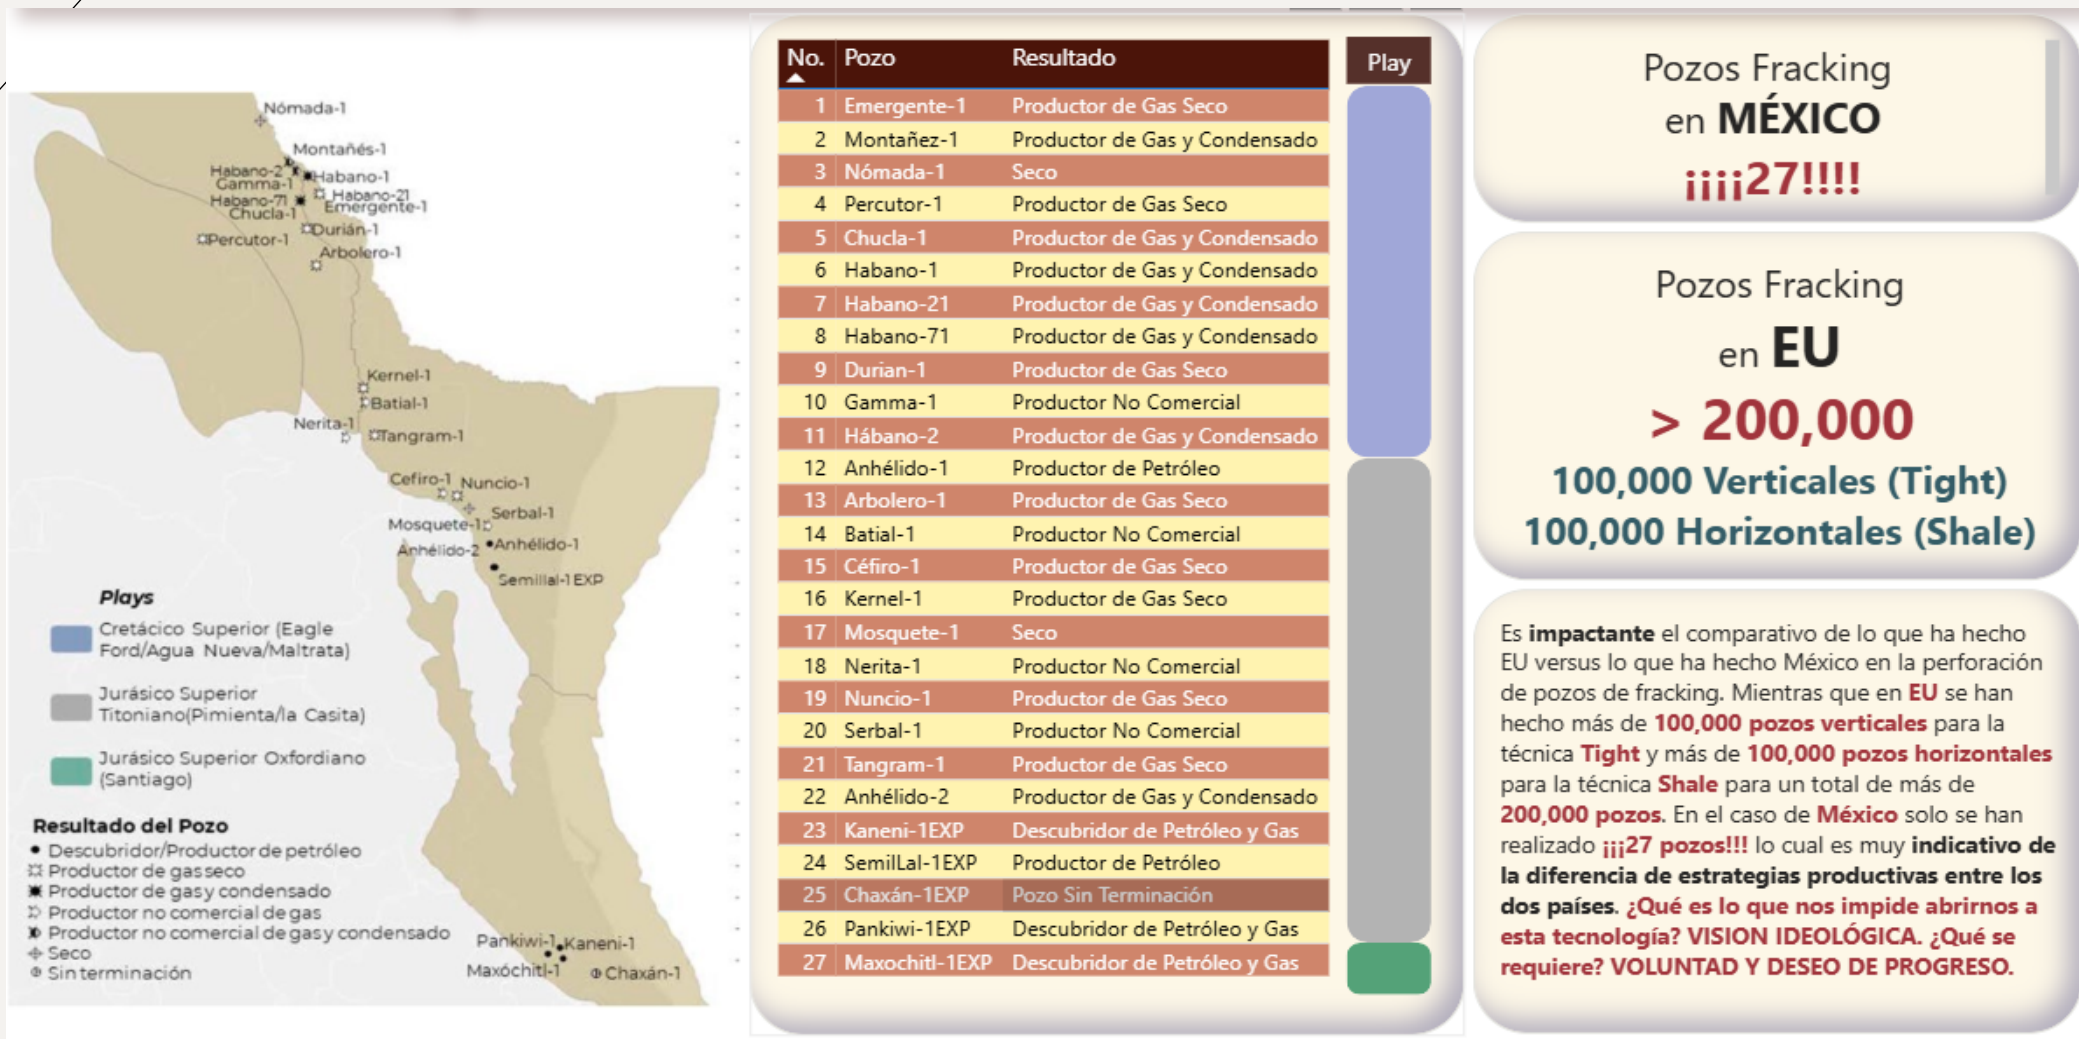 Nómada-1
Montañés-1
Habano-2
Habano-1
Gamma-1
Habano-21
Habano-71
Emergente-1
Chucla-1
Durián-1
Percutor-1
Arbolero-1
Kernel-1
Batial-1
Nerita-1
Tangram-1
Cefiro-1
Nuncio-1
Serbal-1
Mosquete-1
Anhélido-2
Anhélido-1
Semillal-1 EXP
Pankiwi-1
Kaneni-1
Maxóchitl-1
Chaxán-1
Plays
Cretácico Superior (Eagle
Ford/Agua Nueva/Maltrata)
Jurásico Superior
Titoniano(Pimienta/la Casita)
Jurásico Superior Oxfordiano
(Santiago)
Resultado del Pozo
Descubridor/Productor de petróleo
Productor de gas seco
Productor de gas y condensado
Productor no comercial de gas
Productor no comercial de gas y condensado
Seco
Sin terminación
No. Pozo Resultado
1 Emergente-1 Productor de Gas Seco
2 Montañez-1 Productor de Gas y Condensado
3 Nómada-1 Seco
4 Percutor-1 Productor de Gas Seco
5 Chucla-1 Productor de Gas y Condensado
6 Habano-1 Productor de Gas y Condensado
7 Habano-21 Productor de Gas y Condensado
8 Habano-71 Productor de Gas y Condensado
9 Durian-1 Productor de Gas Seco
10 Gamma-1 Productor No Comercial
11 Hábano-2 Productor de Gas y Condensado
12 Anhélido-1 Productor de Petróleo
13 Arbolero-1 Productor de Gas Seco
14 Batial-1 Productor No Comercial
15 Céfiro-1 Productor de Gas Seco
16 Kernel-1 Productor de Gas Seco
17 Mosquete-1 Seco
18 Nerita-1 Productor No Comercial
19 Nuncio-1 Productor de Gas Seco
20 Serbal-1 Productor No Comercial
21 Tangram-1 Productor de Gas Seco
22 Anhélido-2 Productor de Gas y Condensado
23 Kaneni-1EXP Descubridor de Petróleo y Gas
24 SemilLal-1EXP Productor de Petróleo
25 Chaxán-1EXP Pozo Sin Terminación
26 Pankiwi-1EXP Descubridor de Petróleo y Gas
27 Maxochitl-1EXP Descubridor de Petróleo y Gas
Play
Pozos Fracking
en MÉXICO
¡¡¡¡27!!!!
Pozos Fracking
en EU
> 200,000
100,000 Verticales (Tight)
100,000 Horizontales (Shale)
Es impactante el comparativo de lo que ha hecho
EU versus lo que ha hecho México en la perforación
de pozos de fracking. Mientras que en EU se han
hecho más de 100,000 pozos verticales para la
técnica Tight y más de 100,000 pozos horizontales
para la técnica Shale para un total de más de
200,000 pozos. En el caso de México solo se han
realizado ¡¡¡27 pozos!!! lo cual es muy indicativo de
la diferencia de estrategias productivas entre los
dos países. ¿Qué es lo que nos impide abrirnos a
esta tecnología? VISION IDEOLÓGICA. ¿Qué se
requiere? VOLUNTAD Y DESEO DE PROGRESO.